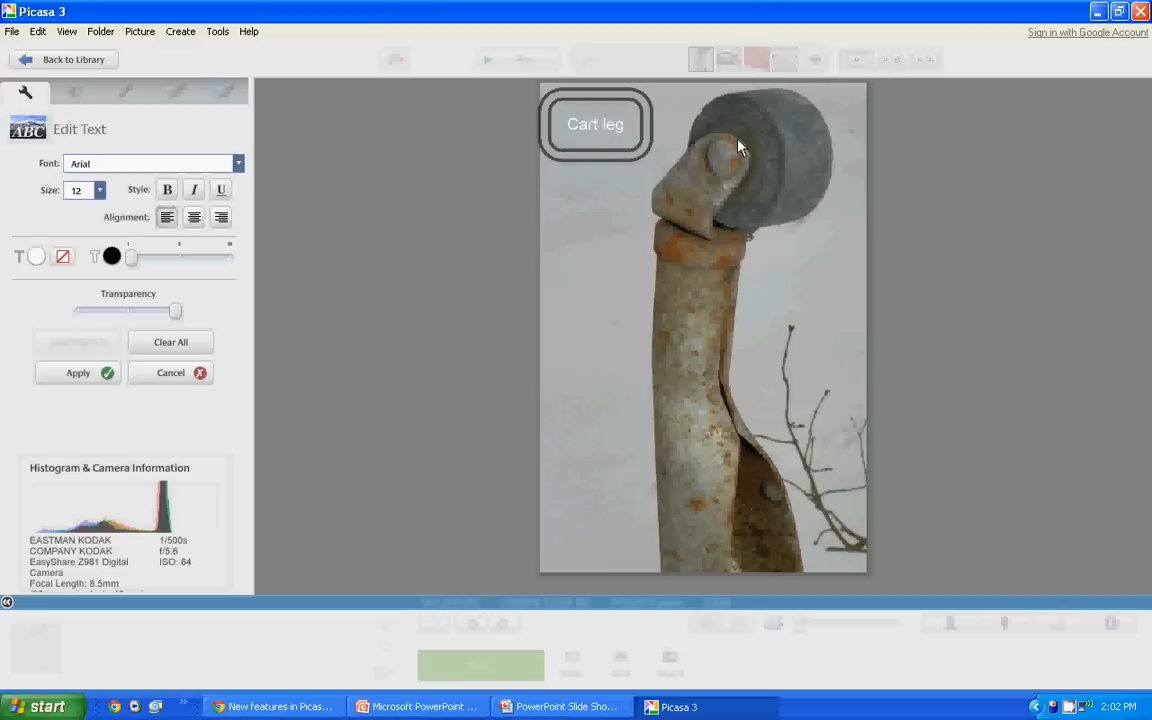 Picasa 3
File Edit View Folder Picture Create Tools Help
Sign in with Google Account
Back to Library
ABC Edit Text
Font: Arial
Size: 12 Style: B I U
Alignment:
T T
Transparency
Clear All
Apply Cancel
Histogram & Camera Information
EASTMAN KODAK 1/500s
COMPANY KODAK f/5.6
EasyShare Z981 Digital ISO: 64
Camera
Focal Length: 8.5mm
Cart leg
start New features in Picas... Microsoft PowerPoint ... PowerPoint Slide Sho... Picasa 3 2:02 PM